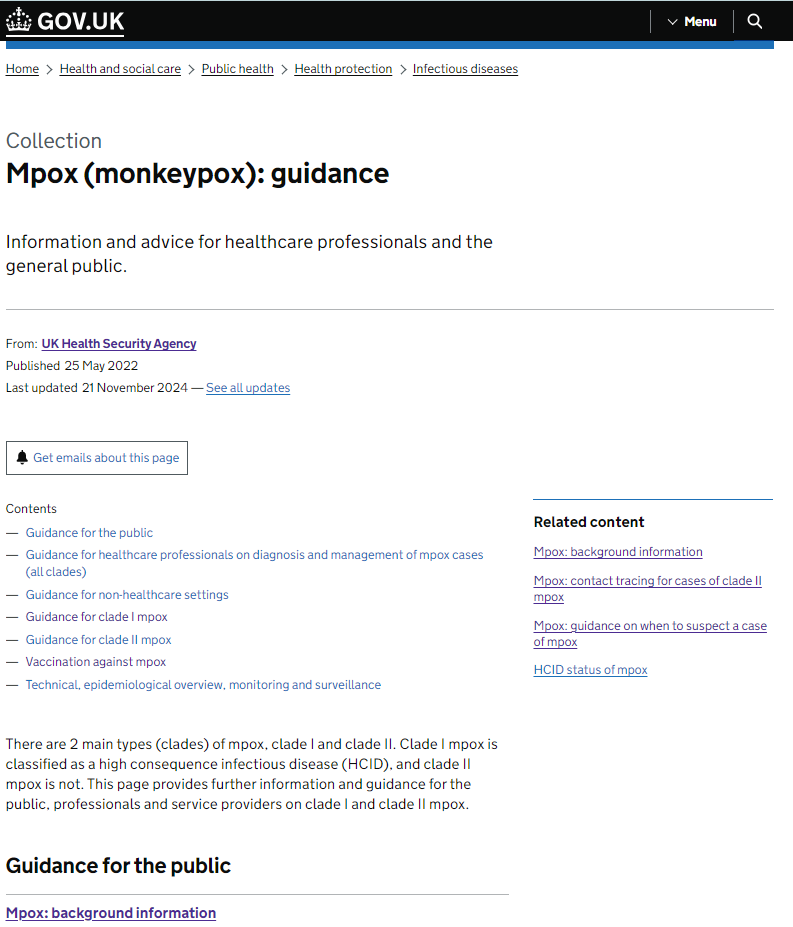 GOV.UK
Menu
Home > Health and social care > Public health > Health protection > Infectious diseases
Collection
Mpox (monkeypox): guidance
Information and advice for healthcare professionals and the
general public.
From: UK Health Security Agency
Published 25 May 2022
Last updated 21 November 2024 — See all updates
Get emails about this page
Contents
— Guidance for the public
— Guidance for healthcare professionals on diagnosis and management of mpox cases
(all clades)
— Guidance for non-healthcare settings
— Guidance for clade I mpox
— Guidance for clade II mpox
— Vaccination against mpox
— Technical, epidemiological overview, monitoring and surveillance
Related content
Mpox: background information
Mpox: contact tracing for cases of clade II
mpox
Mpox: guidance on when to suspect a case
of mpox
HCID status of mpox
There are 2 main types (clades) of mpox, clade I and clade II. Clade I mpox is
classified as a high consequence infectious disease (HCID), and clade II
mpox is not. This page provides further information and guidance for the
public, professionals and service providers on clade I and clade II mpox.
Guidance for the public
Mpox: background information